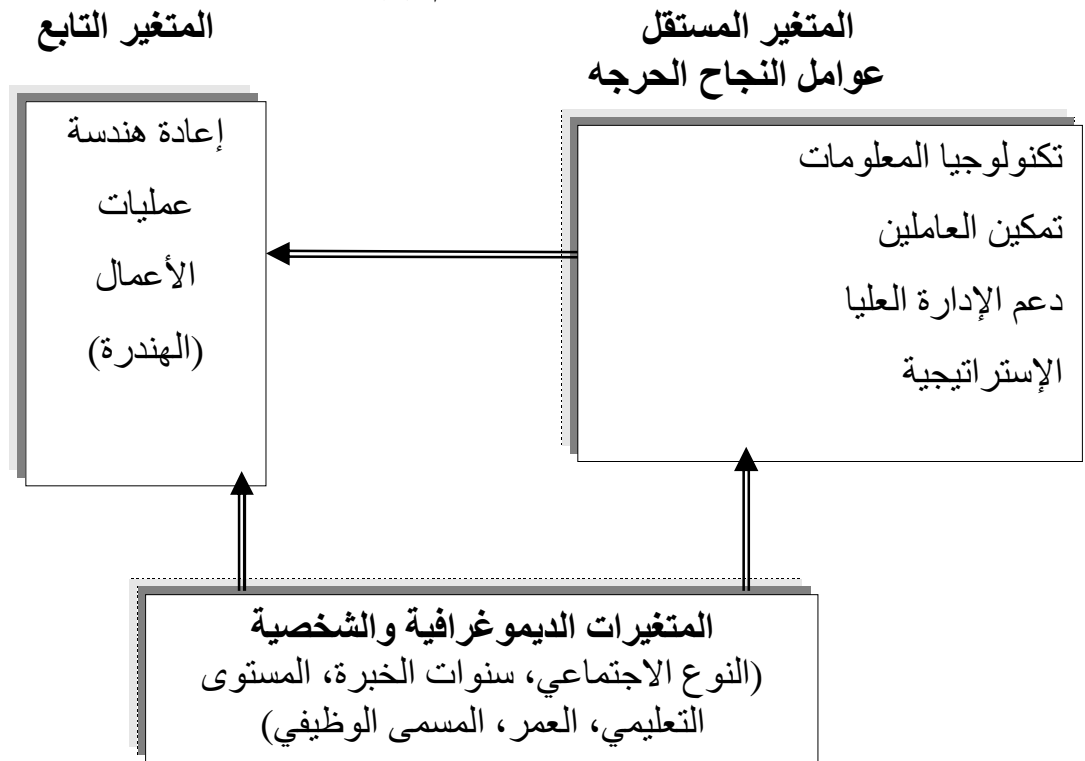 المتغير المستقل
عوامل النجاح الحرجه
تكنولوجيا المعلومات
تمكين العاملين
دعم الإدارة العليا
الإستراتيجية
المتغير التابع
إعادة هندسة
عمليات
الأعمال
(الهندرة)
المتغيرات الديموغرافية والشخصية
(النوع الاجتماعي، سنوات الخبرة، المستوى
التعليمي، العمر، المسمى الوظيفي)